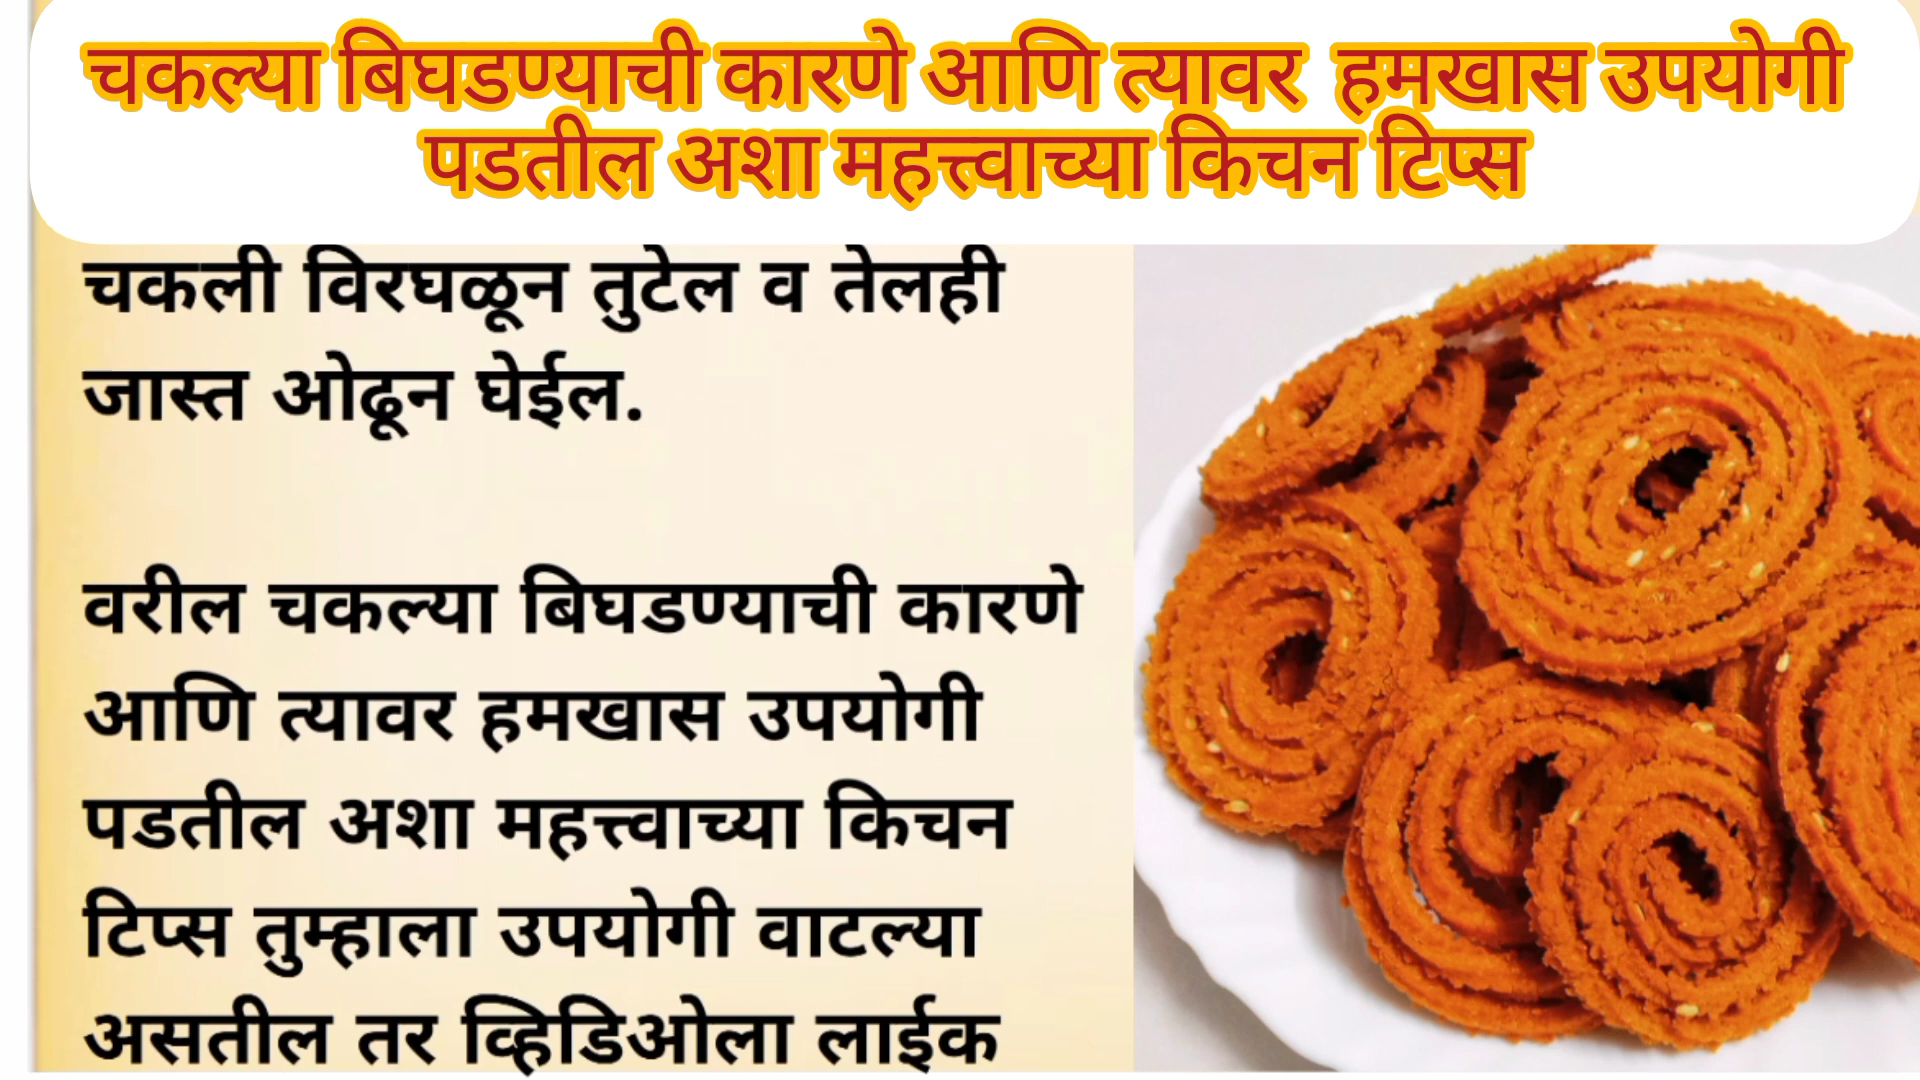 चकल्या बिघडण्याची कारणे आणि त्यावर हमखास उपयोगी
पडतील अशा महत्त्वाच्या किचन टिप्स
चकली विरघळून तुटेल व तेलही
जास्त ओढून घेईल.
वरील चकल्या बिघडण्याची कारणे
आणि त्यावर हमखास उपयोगी
पडतील अशा महत्त्वाच्या किचन
टिप्स तुम्हाला उपयोगी वाटल्या
असतील तर व्हिडिओला लाईक